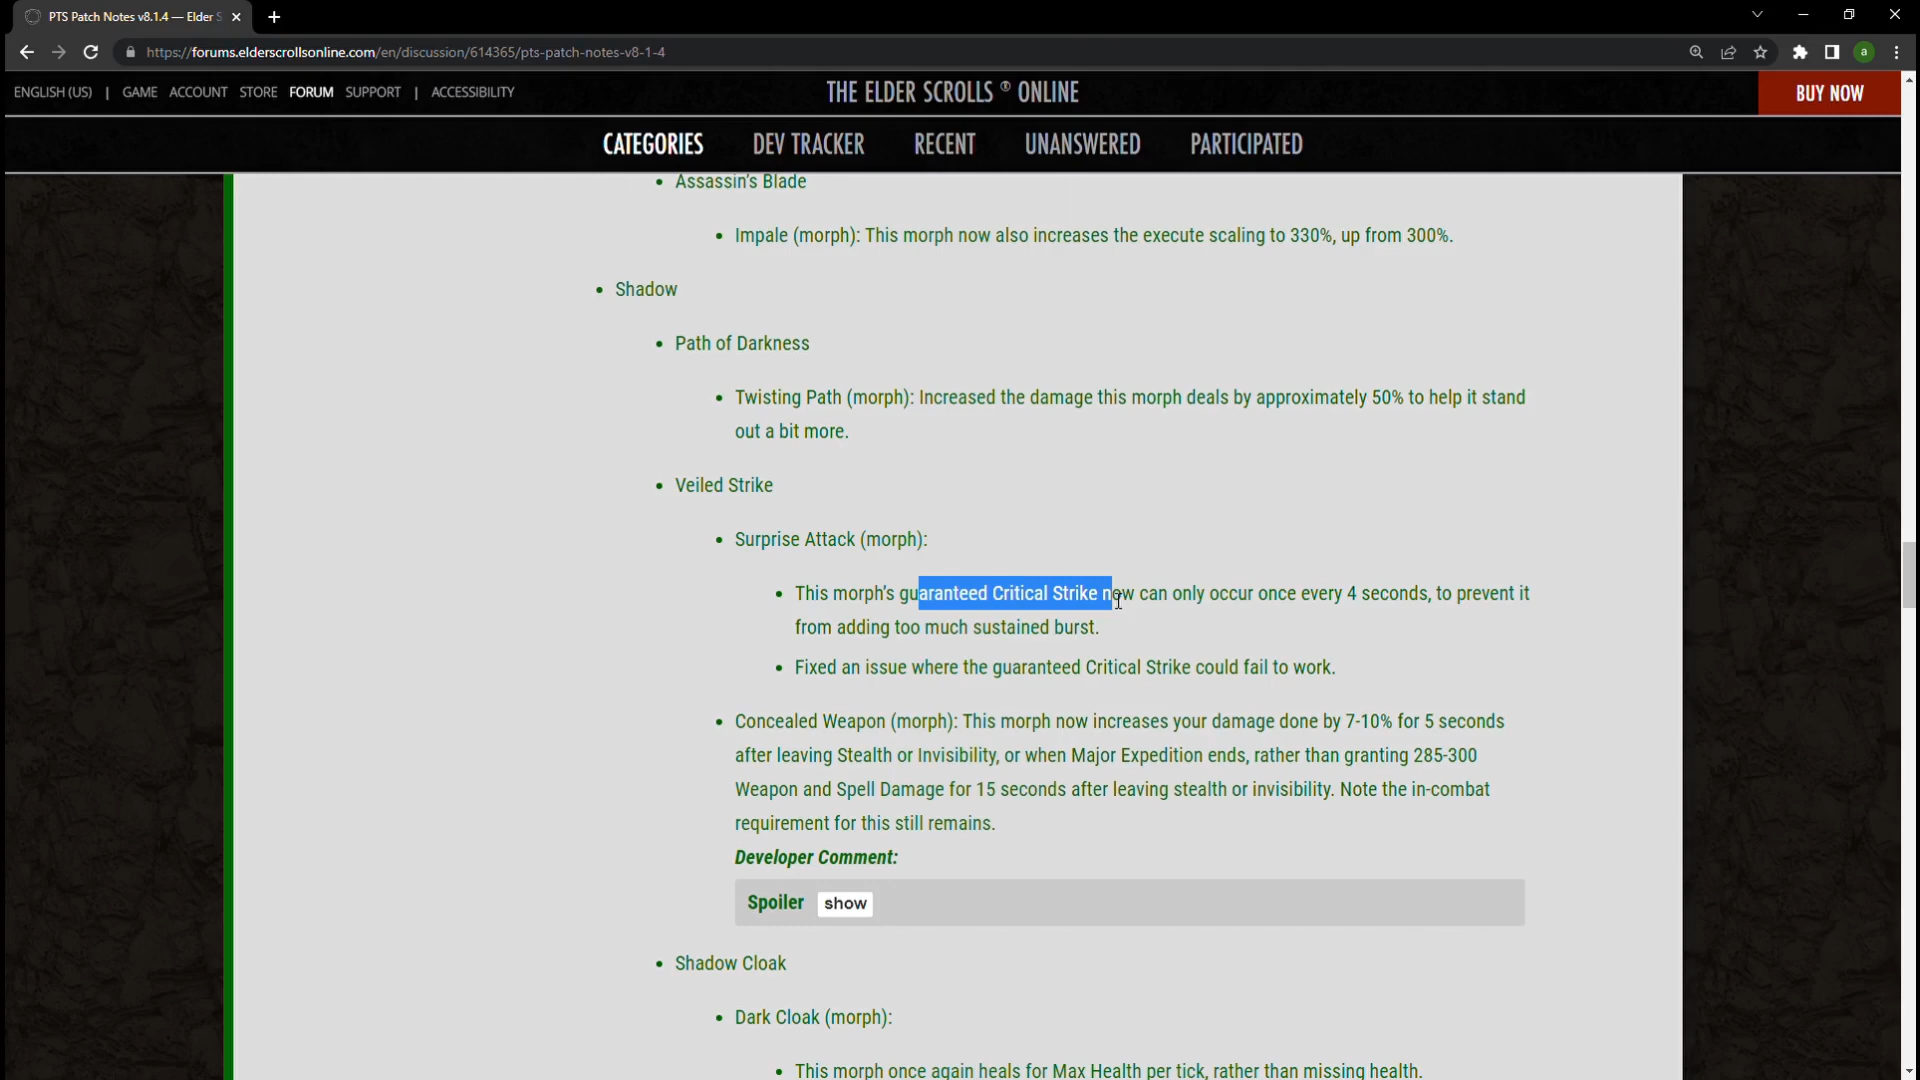 PTS Patch Notes v8.1.4 — Elder S
https://forums.elderscrollsonline.com/en/discussion/614365/pts-patch-notes-v8-1-4
a
ENGLISH (US) | GAME ACCOUNT STORE FORUM SUPPORT | ACCESSIBILITY
THE ELDER SCROLLS ® ONLINE
BUY NOW
CATEGORIES DEV TRACKER RECENT UNANSWERED PARTICIPATED
• Assassin's Blade
• Impale (morph): This morph now also increases the execute scaling to 330%, up from 300%.
• Shadow
• Path of Darkness
• Twisting Path (morph): Increased the damage this morph deals by approximately 50% to help it stand
out a bit more.
• Veiled Strike
• Surprise Attack (morph):
• This morph's guaranteed Critical Strike now can only occur once every 4 seconds, to prevent it
from adding too much sustained burst.
• Fixed an issue where the guaranteed Critical Strike could fail to work.
• Concealed Weapon (morph): This morph now increases your damage done by 7-10% for 5 seconds
after leaving Stealth or Invisibility, or when Major Expedition ends, rather than granting 285-300
Weapon and Spell Damage for 15 seconds after leaving stealth or invisibility. Note the in-combat
requirement for this still remains.
Developer Comment:
Spoiler show
• Shadow Cloak
• Dark Cloak (morph):
• This morph once again heals for Max Health per tick, rather than missing health.